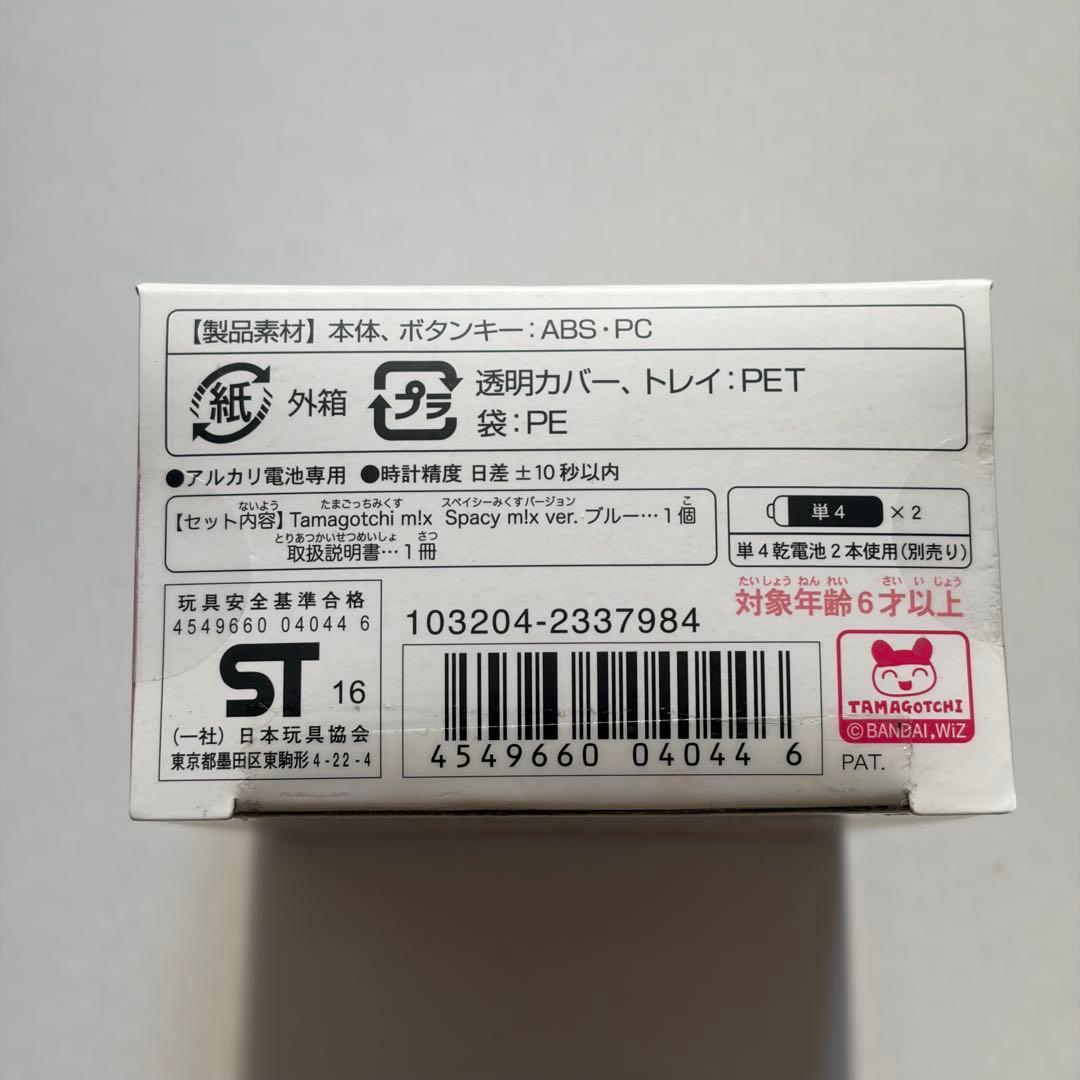 【製品素材】本体、ボタンキー：ABS・PC
紙 外箱 プラ 透明カバー、トレイ：PET
袋：PE
●アルカリ電池専用 ●時計精度 日差±10秒以内
ないよう たまごっちみくす スペイシーみくすバージョン こ
【セット内容】Tamagotchi m!x Spacy m!x ver. ブルー…1個
とりあつかいせつめいしょ さつ
取扱説明書…1冊
単4 ×2
単4乾電池2本使用(別売り)
たいしょう ねん れい さい い じょう
対象年齢6才以上
玩具安全基準合格
4549660 04044 6
ST 16
(一社)日本玩具協会
東京都墨田区東駒形4-22-4
103204-2337984
4549660 04044 6
TAMAGOTCHI
©BANDAI,WiZ
PAT.